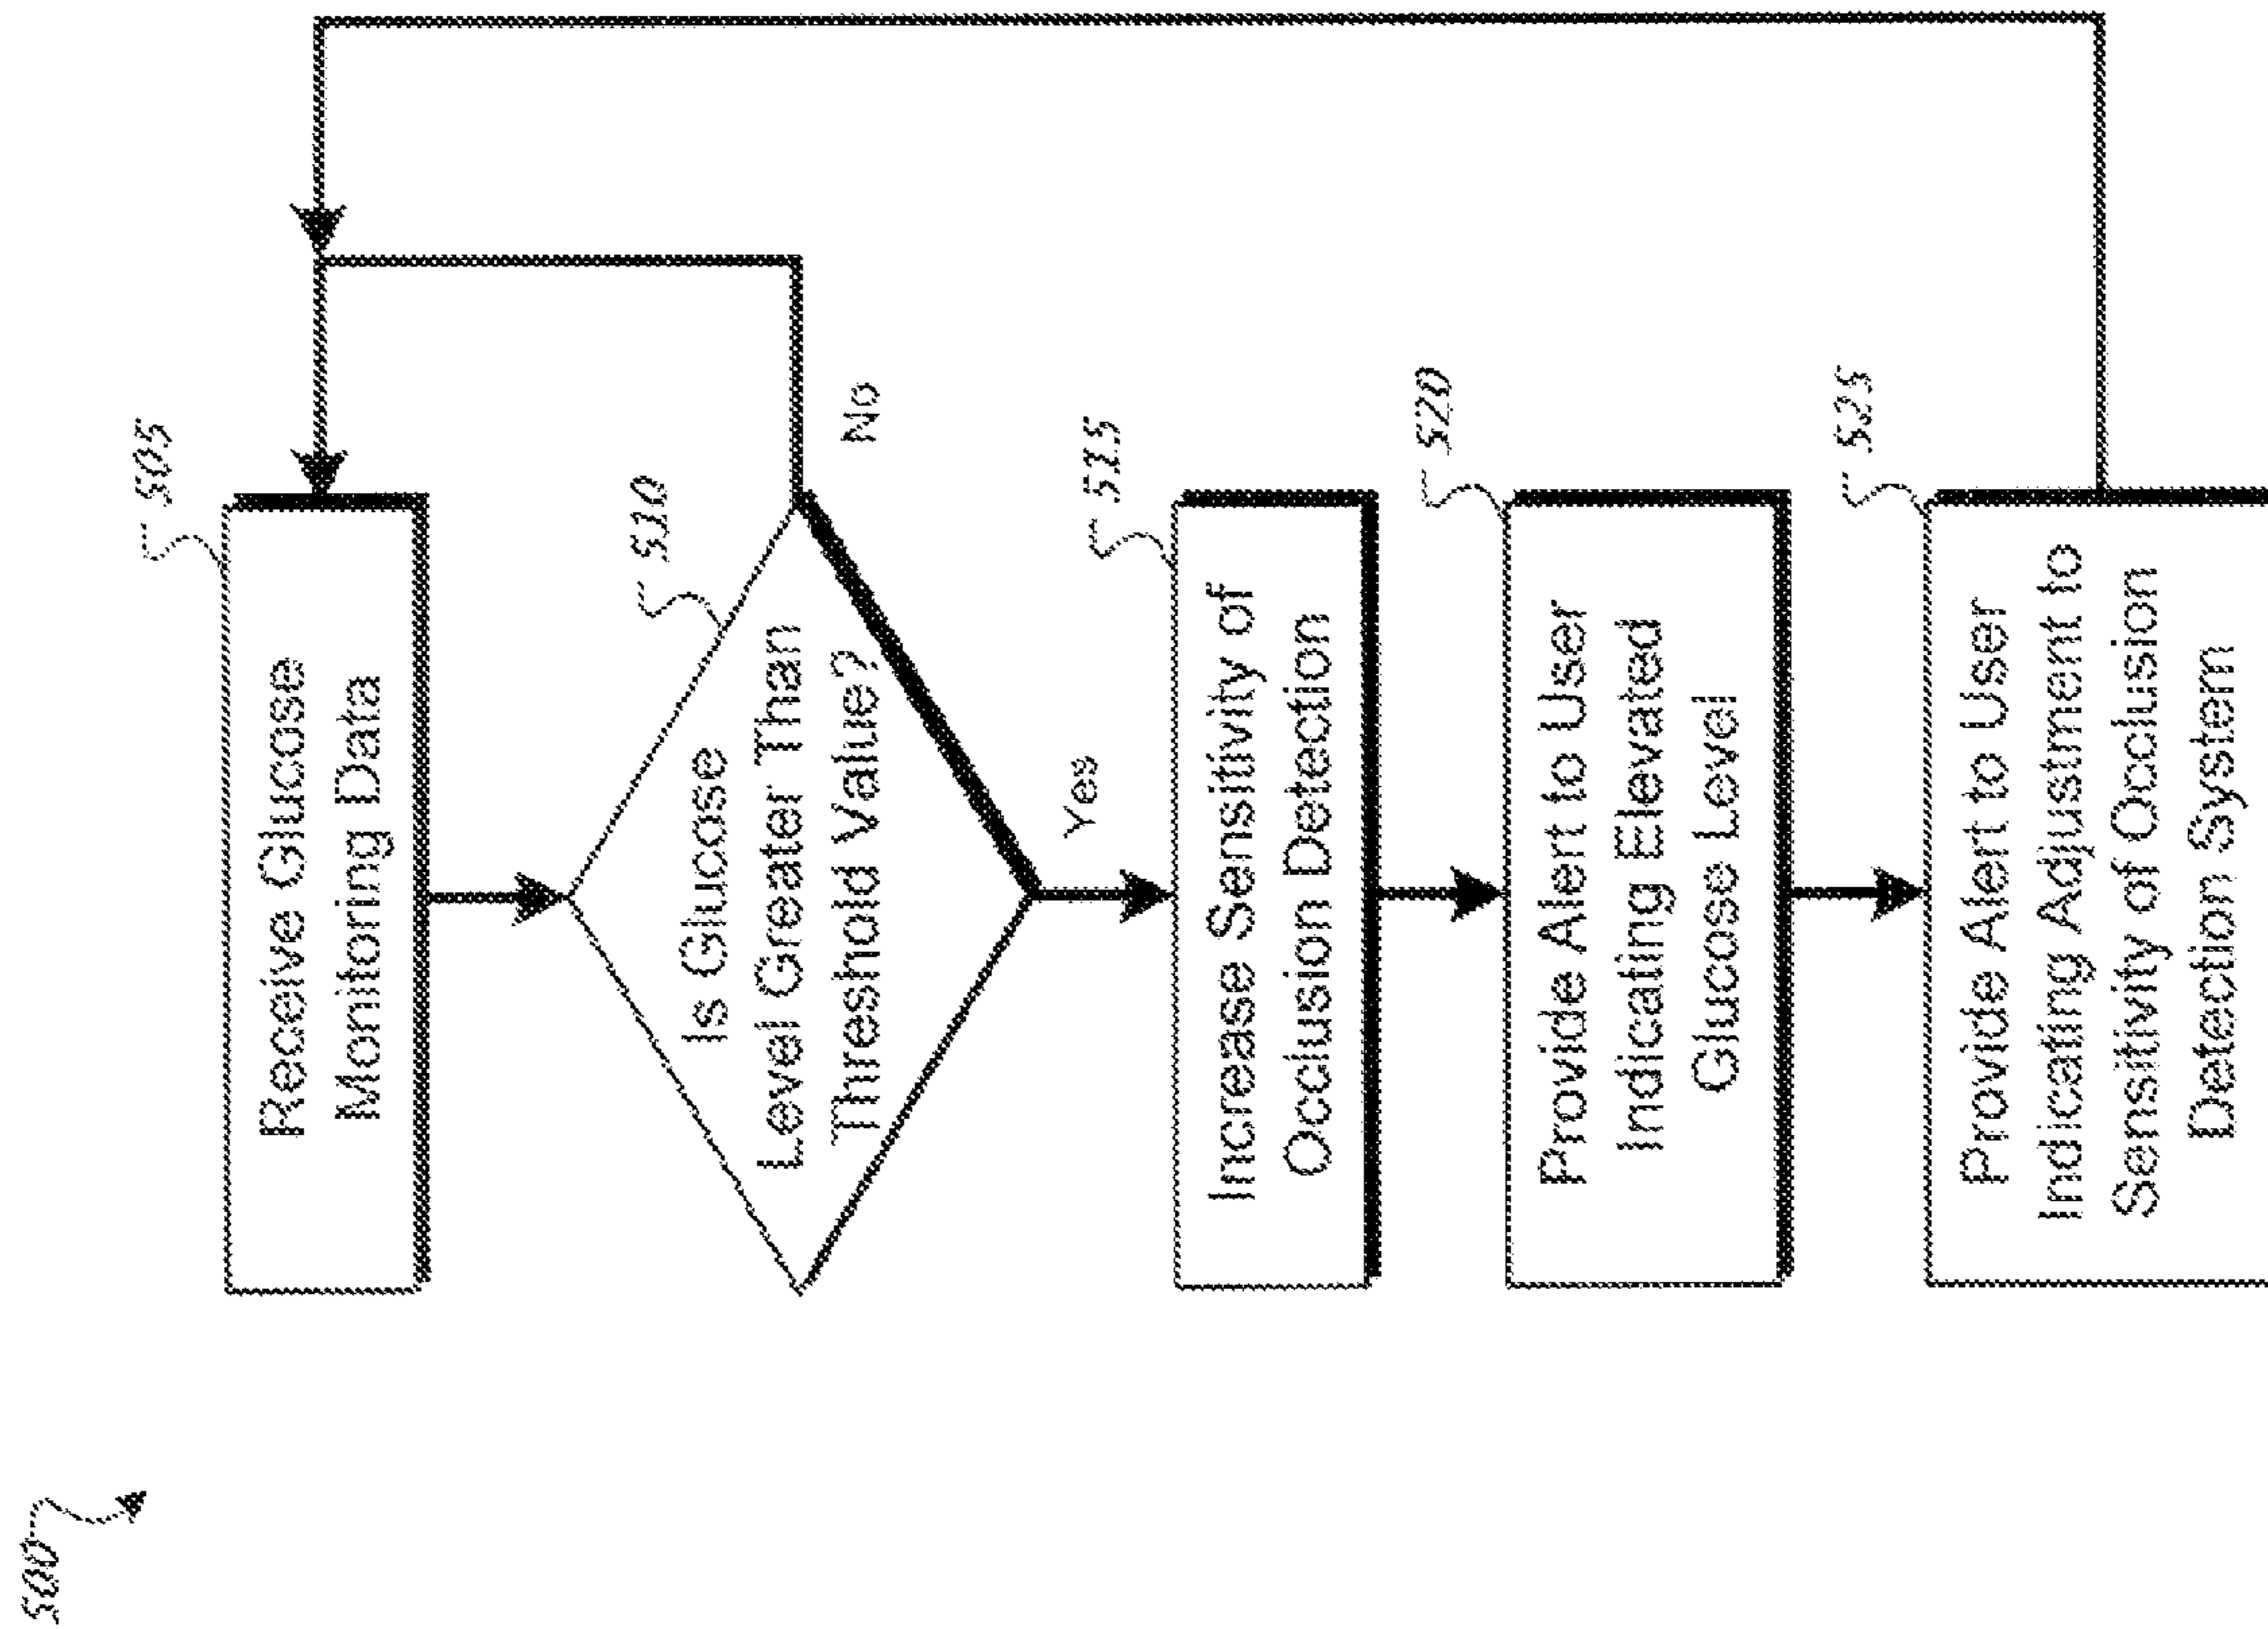 500
505
Receive Glucose
Monitoring Data
510
Is Glucose
Level Greater Than
Threshold Value?
No
Yes
515
Increase Sensitivity of
Occlusion Detection
520
Provide Alert to User
Indicating Elevated
Glucose Level
525
Provide Alert to User
Indicating Adjustment to
Sensitivity of Occlusion
Detection System